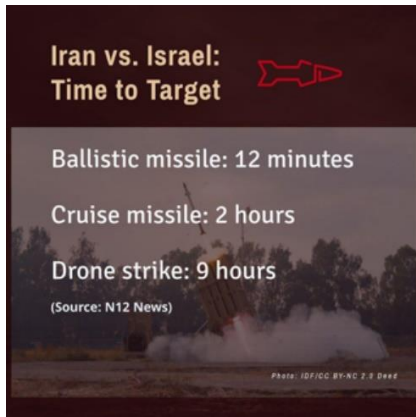 Iran vs. Israel:
Time to Target
Ballistic missile: 12 minutes
Cruise missile: 2 hours
Drone strike: 9 hours
(Source: N12 News)
Photo: IDF/CC BY-NC 2.0 Deed